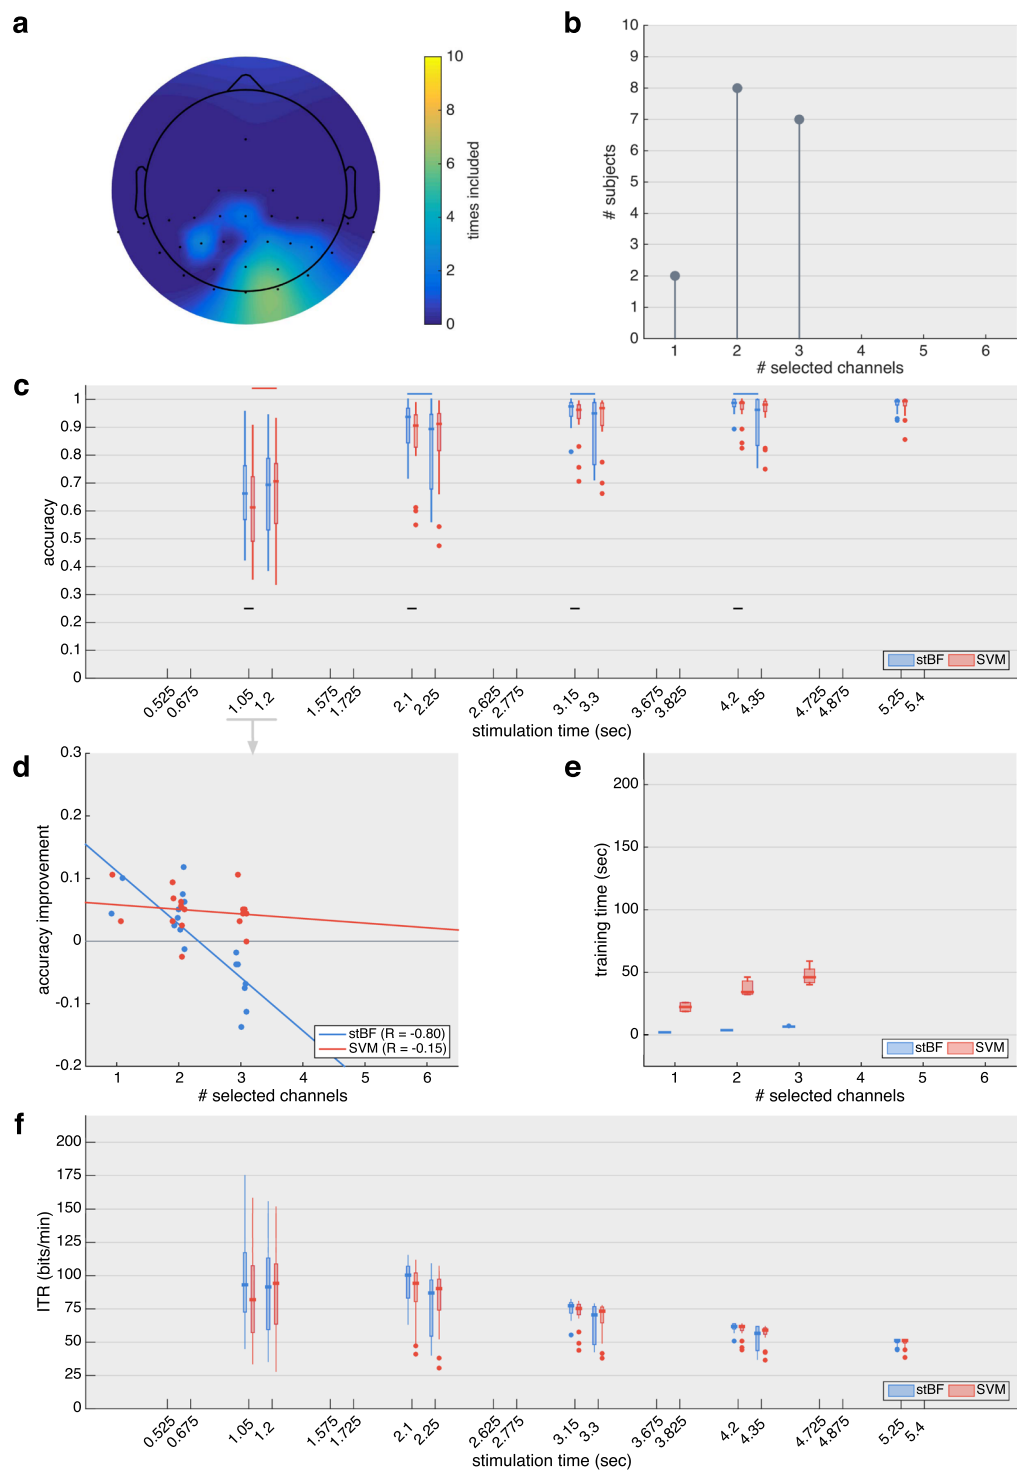 a
10
8
6
4
2
0
times included
b
10
9
8
7
6
5
4
3
2
1
0
# subjects
1 2 3 4 5 6
# selected channels
c
1
0.9
0.8
0.7
0.6
0.5
0.4
0.3
0.2
0.1
0
accuracy
stBF SVM
0.525 0.675 1.05 1.2 1.575 1.725 2.1 2.25 2.625 2.775 3.15 3.3 3.675 3.825 4.2 4.35 4.725 4.875 5.25 5.4
stimulation time (sec)
d
0.3
0.2
0.1
0
-0.1
-0.2
accuracy improvement
stBF (R = -0.80)
SVM (R = -0.15)
1 2 3 4 5 6
# selected channels
e
200
150
100
50
0
training time (sec)
stBF SVM
1 2 3 4 5 6
# selected channels
f
200
175
150
125
100
75
50
25
0
ITR (bits/min)
stBF SVM
0.525 0.675 1.05 1.2 1.575 1.725 2.1 2.25 2.625 2.775 3.15 3.3 3.675 3.825 4.2 4.35 4.725 4.875 5.25 5.4
stimulation time (sec)